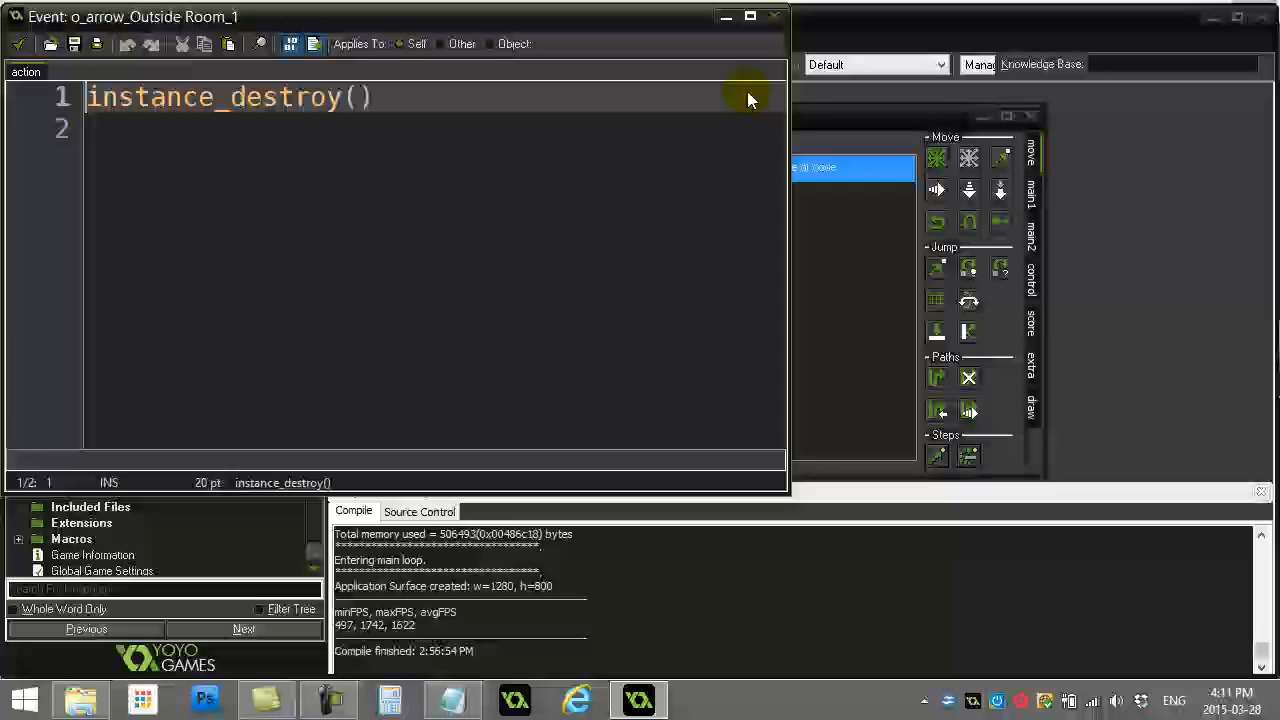 Event: o_arrow_Outside Room_1
Applies To: Self Other Object
Default
Knowledge Base:
action
1 instance_destroy()
2
Move
Jump
Paths
Steps
move
main1
main2
control
score
extra
draw
1/2: 1 INS 20 pt instance_destroy()
Included Files
Extensions
Macros
Game Information
Global Game Settings
Whole Word Only Filter Tree
Previous Next
YOYO
GAMES
Compile Source Control
Total memory used = 506493(0x00486c18) bytes
Entering main loop.
Application Surface created: w=1280, h=800
minFPS, maxFPS, avgFPS
497, 1742, 1622
Compile finished: 2:56:54 PM
Ps
ENG
4:11 PM
2015-03-28